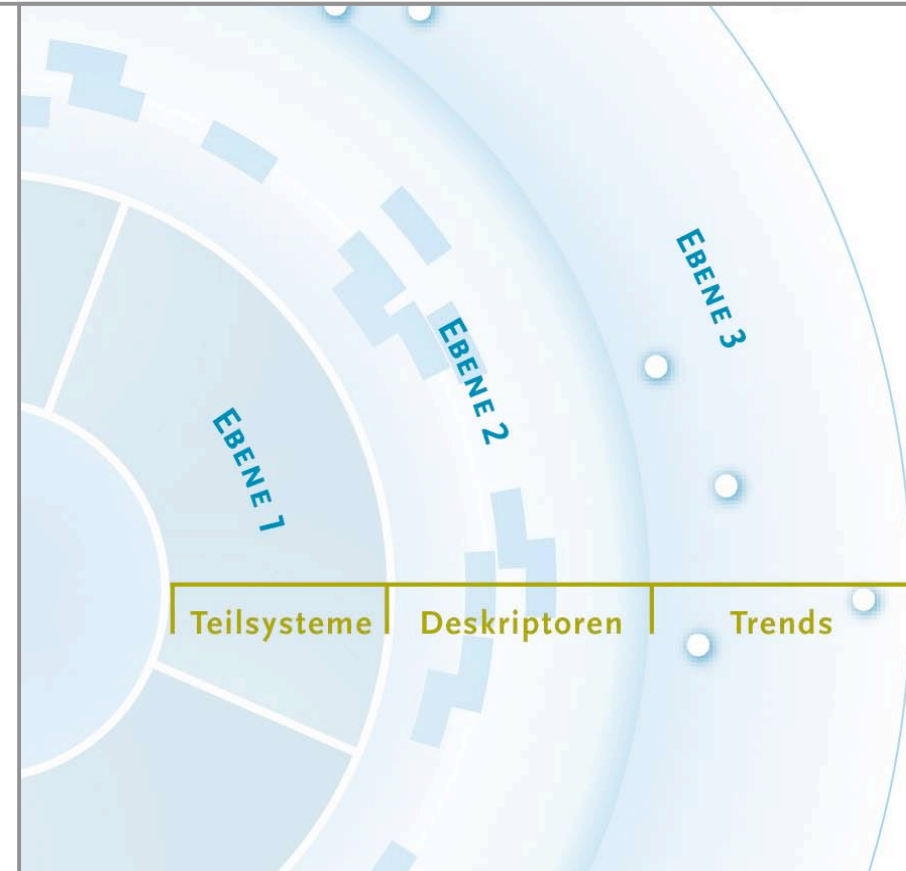 EBENE 1
EBENE 2
EBENE 3
Teilsysteme
Deskriptoren
Trends